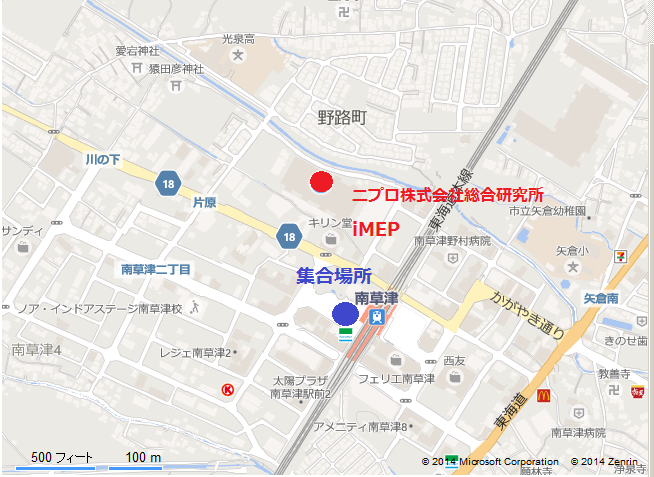 光泉高
愛宕神社
猿田彦神社
野路町
川の下
18
片原
ニプロ株式会社総合研究所
iMEP
東海道本線
市立矢倉幼稚園
サンディ
キリン堂
18
南草津野村病院
矢倉小
7
南草津二丁目
集合場所
南草津
矢倉南
ノア・インドアステージ南草津校
かがやき通り
きのせ歯
南草津4
レジェ南草津2
西友
教善寺
K
太陽プラザ
南草津駅前2
フェリエ南草津
東海道
アメニティ南草津8
南草津病院
500 フィート
100 m
© 2014 Microsoft Corporation
© 2014 Zenrin
願林寺
浄泉寺